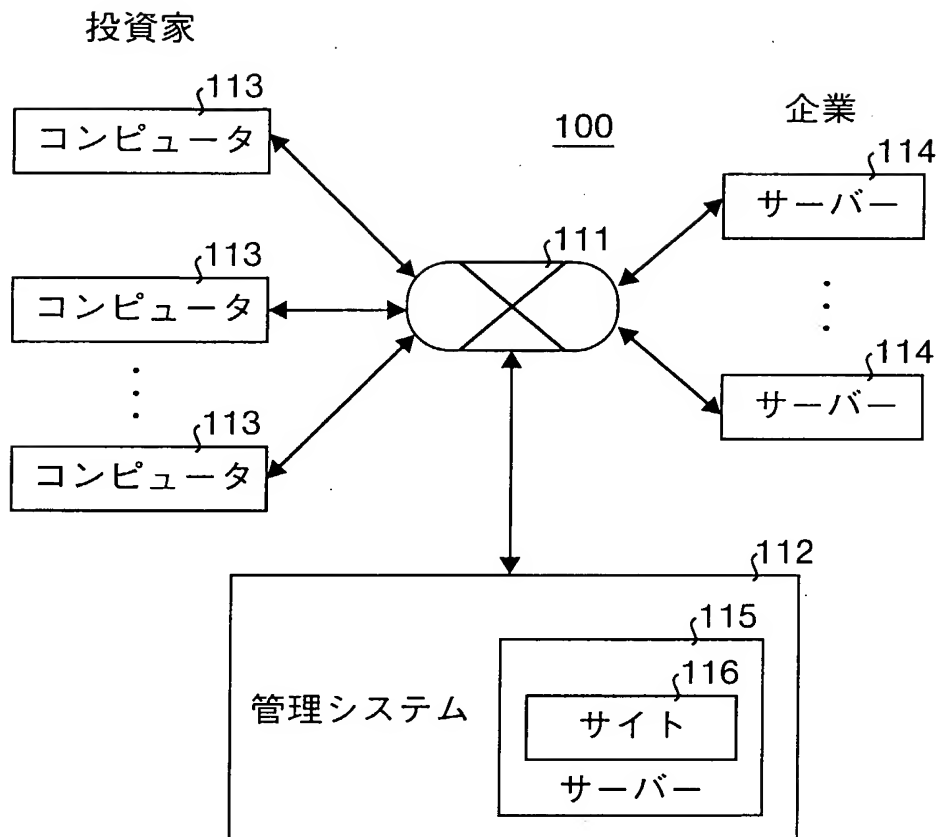 投資家
113
コンピュータ
100
企業
114
サーバー
111
113
コンピュータ
114
サーバー
113
コンピュータ
112
115
116
管理システム
サイト
サーバー